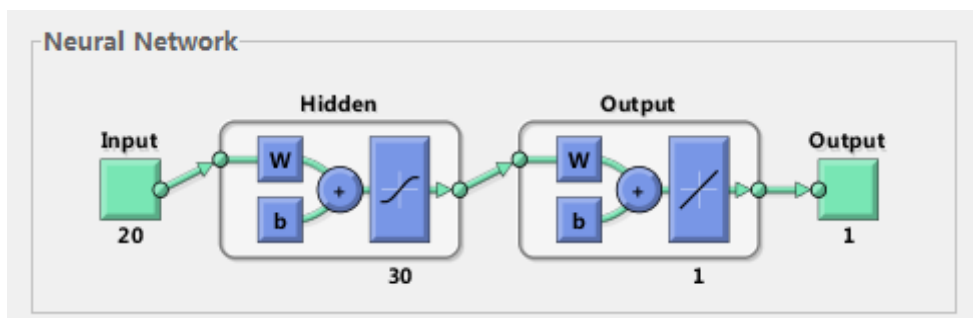 Neural Network
Hidden
Output
Input
Output
W
W
+
+
b
b
20
1
30
1